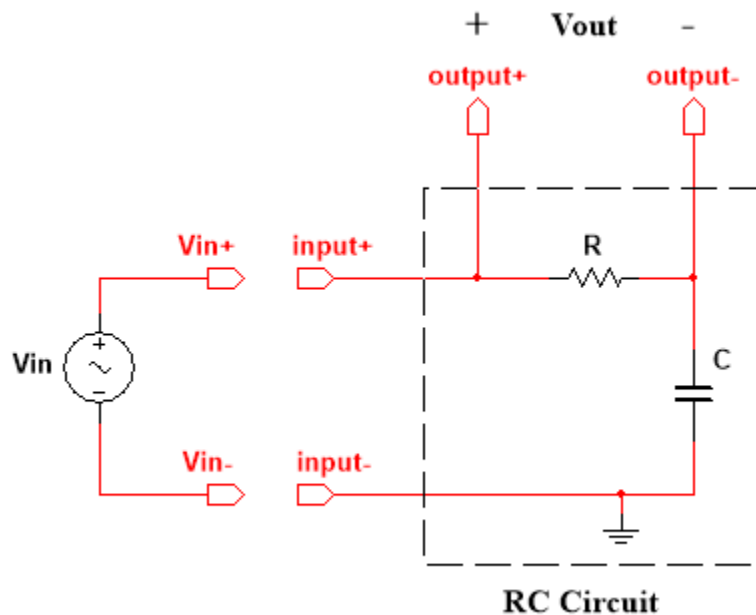 + Vout -
output+ output-
R
Vin+ input+
Vin + -
C
Vin- input-
RC Circuit